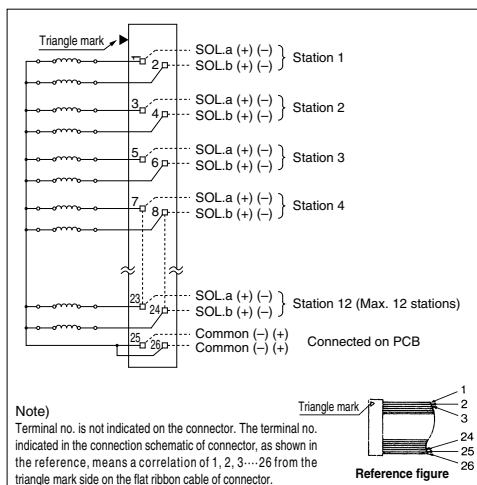 Triangle mark
1 SOL.a (+) (–)
2 SOL.b (+) (–)
Station 1
3 SOL.a (+) (–)
4 SOL.b (+) (–)
Station 2
5 SOL.a (+) (–)
6 SOL.b (+) (–)
Station 3
7 SOL.a (+) (–)
8 SOL.b (+) (–)
Station 4
23 SOL.a (+) (–)
24 SOL.b (+) (–)
Station 12 (Max. 12 stations)
25 Common (–) (+)
26 Common (–) (+)
Connected on PCB
Note)
Terminal no. is not indicated on the connector. The terminal no.
indicated in the connection schematic of connector, as shown in
the reference, means a correlation of 1, 2, 3····26 from the
triangle mark side on the flat ribbon cable of connector.
Triangle mark
1
2
3
24
25
26
Reference figure